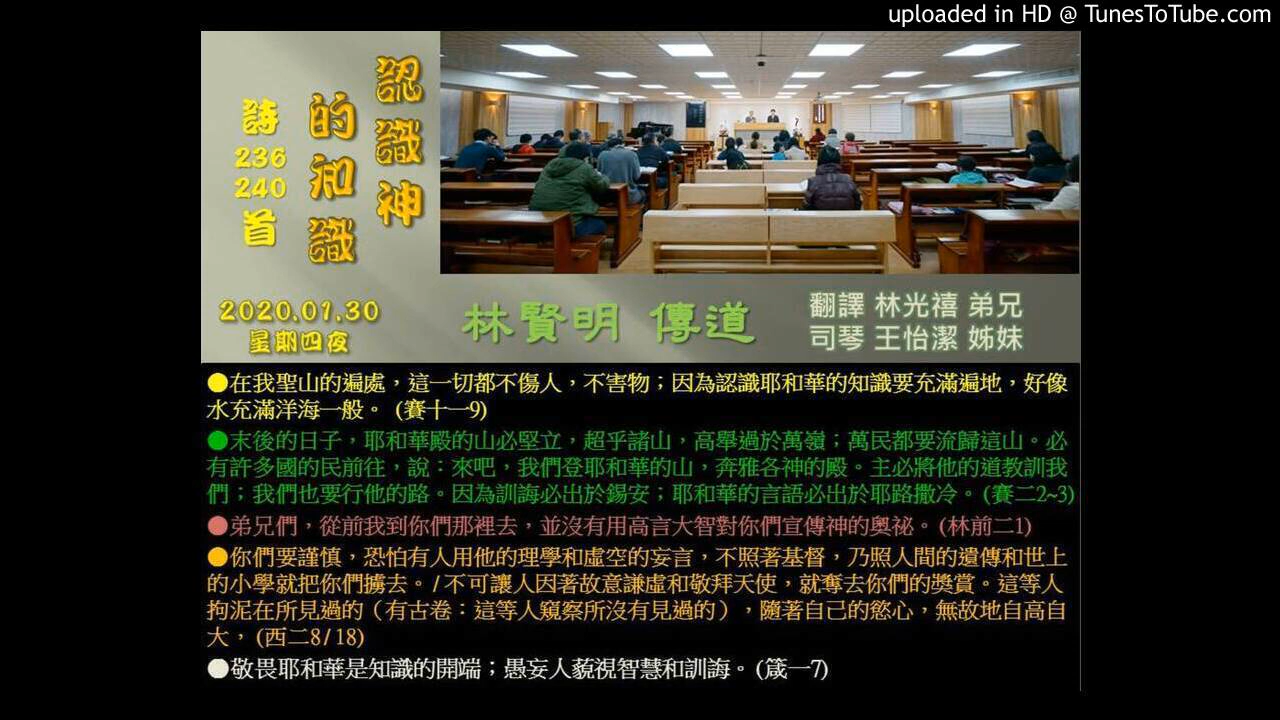 uploaded in HD @ TunesToTube.com
認識神
的知識
詩
236
240
首
2020.01.30
星期四夜
林賢明 傳道
翻譯 林光禧 弟兄
司琴 王怡潔 姊妹
●在我聖山的遍處，這一切都不傷人，不害物；因為認識耶和華的知識要充滿遍地，好像
水充滿洋海一般。 (賽十一9)
●末後的日子，耶和華殿的山必堅立，超乎諸山，高舉過於萬嶺；萬民都要流歸這山。必
有許多國的民前往，說：來吧，我們登耶和華的山，奔雅各神的殿。主必將他的道教訓我
們；我們也要行他的路。因為訓誨必出於錫安；耶和華的言語必出於耶路撒冷。(賽二2~3)
●弟兄們，從前我到你們那裡去，並沒有用高言大智對你們宣傳神的奧祕。(林前二1)
●你們要謹慎，恐怕有人用他的理學和虛空的妄言，不照著基督，乃照人間的遺傳和世上
的小學就把你們擄去。/ 不可讓人因著故意謙虛和敬拜天使，就奪去你們的獎賞。這等人
拘泥在所見過的（有古卷：這等人窺察所沒有見過的），隨著自己的慾心，無故地自高自
大，(西二8/18)
●敬畏耶和華是知識的開端；愚妄人藐視智慧和訓誨。(箴一7)